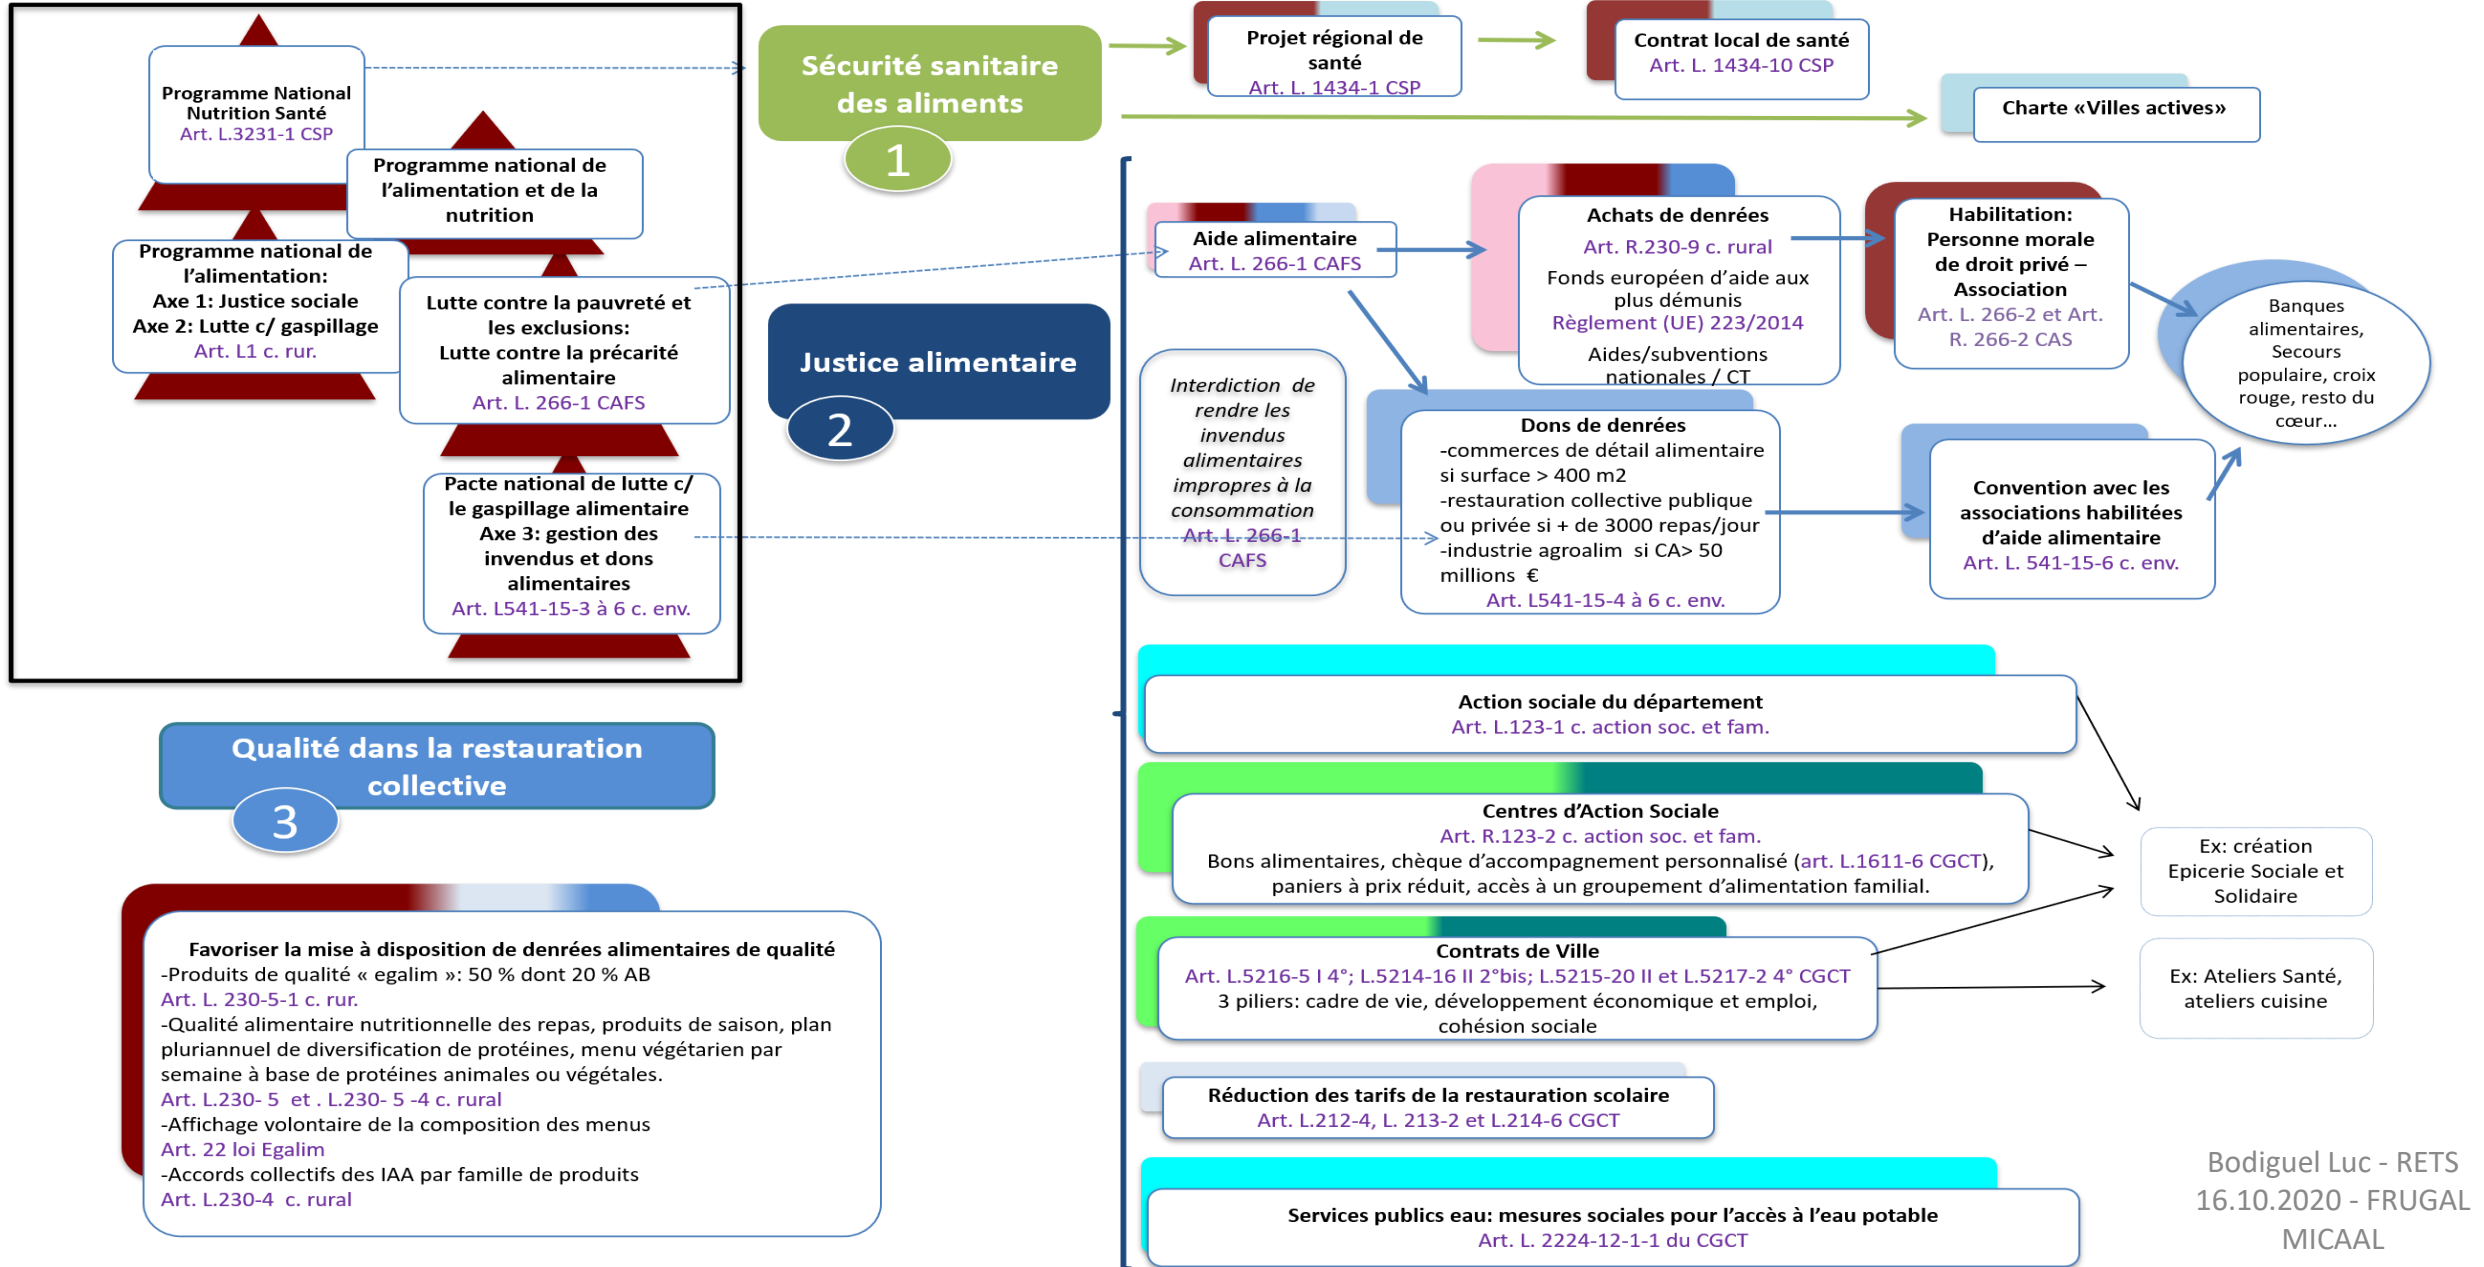 Programme National
Nutrition Santé
Art. L.3231-1 CSP
Programme national de
l’alimentation et de la
nutrition
Programme national de
l’alimentation:
Axe 1: Justice sociale
Axe 2: Lutte c/ gaspillage
Art. L1 c. rur.
Lutte contre la pauvreté et
les exclusions:
Lutte contre la précarité
alimentaire
Art. L. 266-1 CAFS
Pacte national de lutte c/
le gaspillage alimentaire
Axe 3: gestion des
invendus et dons
alimentaires
Art. L541-15-3 à 6 c. env.
Sécurité sanitaire
des aliments
1
Projet régional de
santé
Art. L. 1434-1 CSP
Contrat local de santé
Art. L. 1434-10 CSP
Charte «Villes actives»
Justice alimentaire
2
Aide alimentaire
Art. L. 266-1 CAFS
Achats de denrées
Art. R.230-9 c. rural
Fonds européen d’aide aux
plus démunis
Règlement (UE) 223/2014
Aides/subventions
nationales / CT
Habilitation:
Personne morale
de droit privé –
Association
Art. L. 266-2 et Art.
R. 266-2 CAS
Banques
alimentaires,
Secours
populaire, croix
rouge, resto du
cœur...
Interdiction de
rendre les
invendus
alimentaires
impropres à la
consommation
Art. L. 266-1
CAFS
Dons de denrées
-commerces de détail alimentaire
si surface > 400 m2
-restauration collective publique
ou privée si + de 3000 repas/jour
-industrie agroalim si CA> 50
millions €
Art. L541-15-4 à 6 c. env.
Convention avec les
associations habilitées
d’aide alimentaire
Art. L. 541-15-6 c. env.
Action sociale du département
Art. L.123-1 c. action soc. et fam.
Centres d’Action Sociale
Art. R.123-2 c. action soc. et fam.
Bons alimentaires, chèque d’accompagnement personnalisé (art. L.1611-6 CGCT),
paniers à prix réduit, accès à un groupement d’alimentation familial.
Contrats de Ville
Art. L.5216-5 I 4°; L.5214-16 II 2°bis; L.5215-20 II et L.5217-2 4° CGCT
3 piliers: cadre de vie, développement économique et emploi,
cohésion sociale
Ex: création
Epicerie Sociale et
Solidaire
Ex: Ateliers Santé,
ateliers cuisine
Réduction des tarifs de la restauration scolaire
Art. L.212-4, L. 213-2 et L.214-6 CGCT
Services publics eau: mesures sociales pour l’accès à l’eau potable
Art. L. 2224-12-1-1 du CGCT
Qualité dans la restauration
collective
3
Favoriser la mise à disposition de denrées alimentaires de qualité
-Produits de qualité « egalim »: 50 % dont 20 % AB
Art. L. 230-5-1 c. rur.
-Qualité alimentaire nutritionnelle des repas, produits de saison, plan
pluriannuel de diversification de protéines, menu végétarien par
semaine à base de protéines animales ou végétales.
Art. L.230- 5 et . L.230- 5 -4 c. rural
-Affichage volontaire de la composition des menus
Art. 22 loi Egalim
-Accords collectifs des IAA par famille de produits
Art. L.230-4 c. rural
Bodiguel Luc - RETS
16.10.2020 - FRUGAL
MICAAL